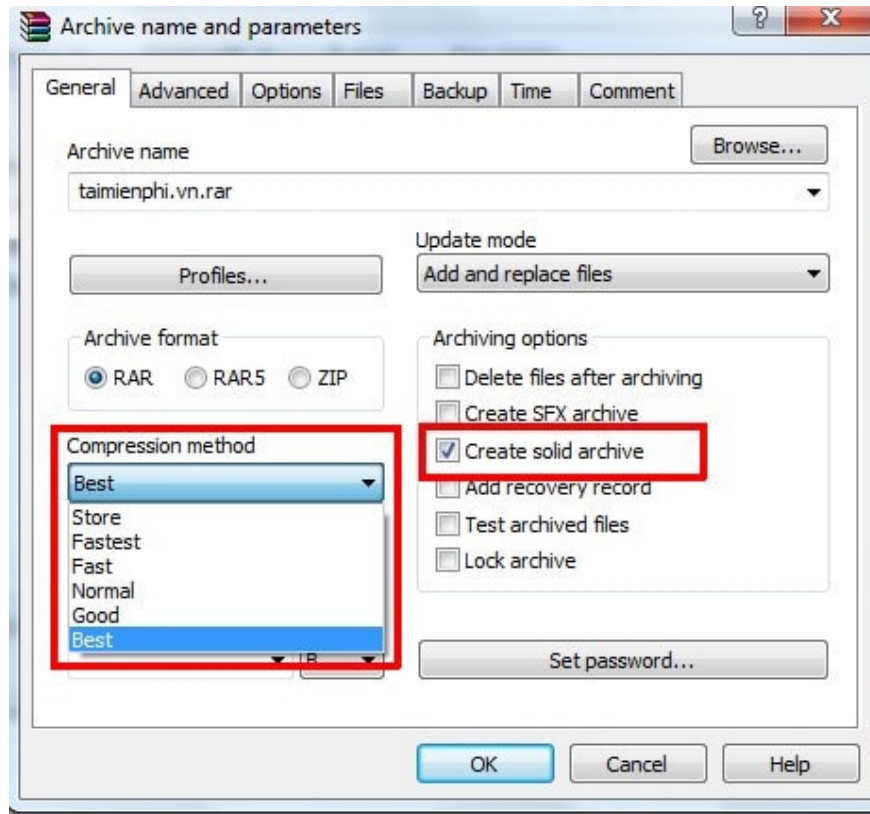 Archive name and parameters
General Advanced Options Files Backup Time Comment
Archive name
Browse...
taimienphi.vn.rar
Update mode
Profiles...
Add and replace files
Archive format
RAR RAR5 ZIP
Archiving options
Delete files after archiving
Create SFX archive
Create solid archive
Add recovery record
Test archived files
Lock archive
Compression method
Best
Store
Fastest
Fast
Normal
Good
Best
B
Set password...
OK Cancel Help